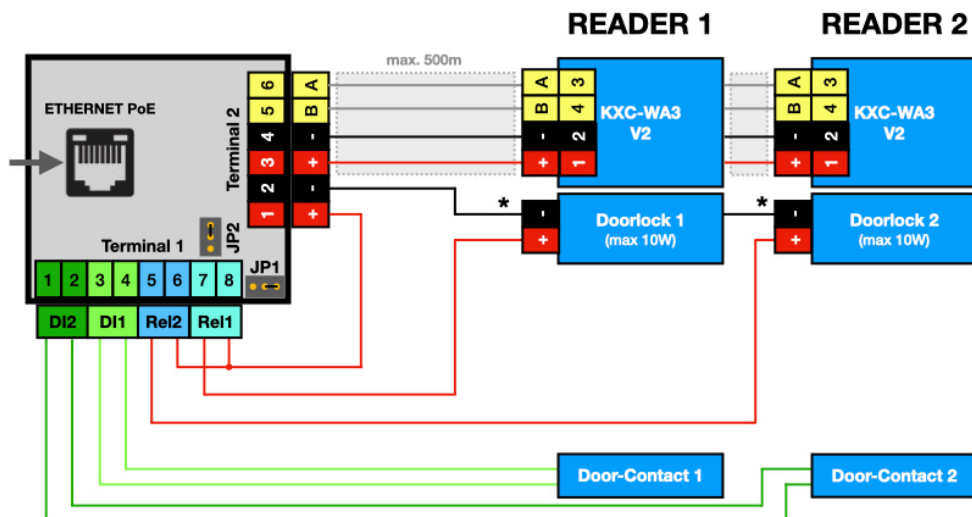 READER 1
READER 2
max. 500m
ETHERNET PoE
Terminal 2
6
5
4
3
2
1
A
B
-
+
-
+
A
B
-
+
3
4
2
1
KXC-WA3
V2
A
B
-
+
3
4
2
1
KXC-WA3
V2
*
-
+
Doorlock 1
(max 10W)
*
-
+
Doorlock 2
(max 10W)
JP2
Terminal 1
JP1
1 2 3 4 5 6 7 8
DI2 DI1 Rel2 Rel1
Door-Contact 1
Door-Contact 2